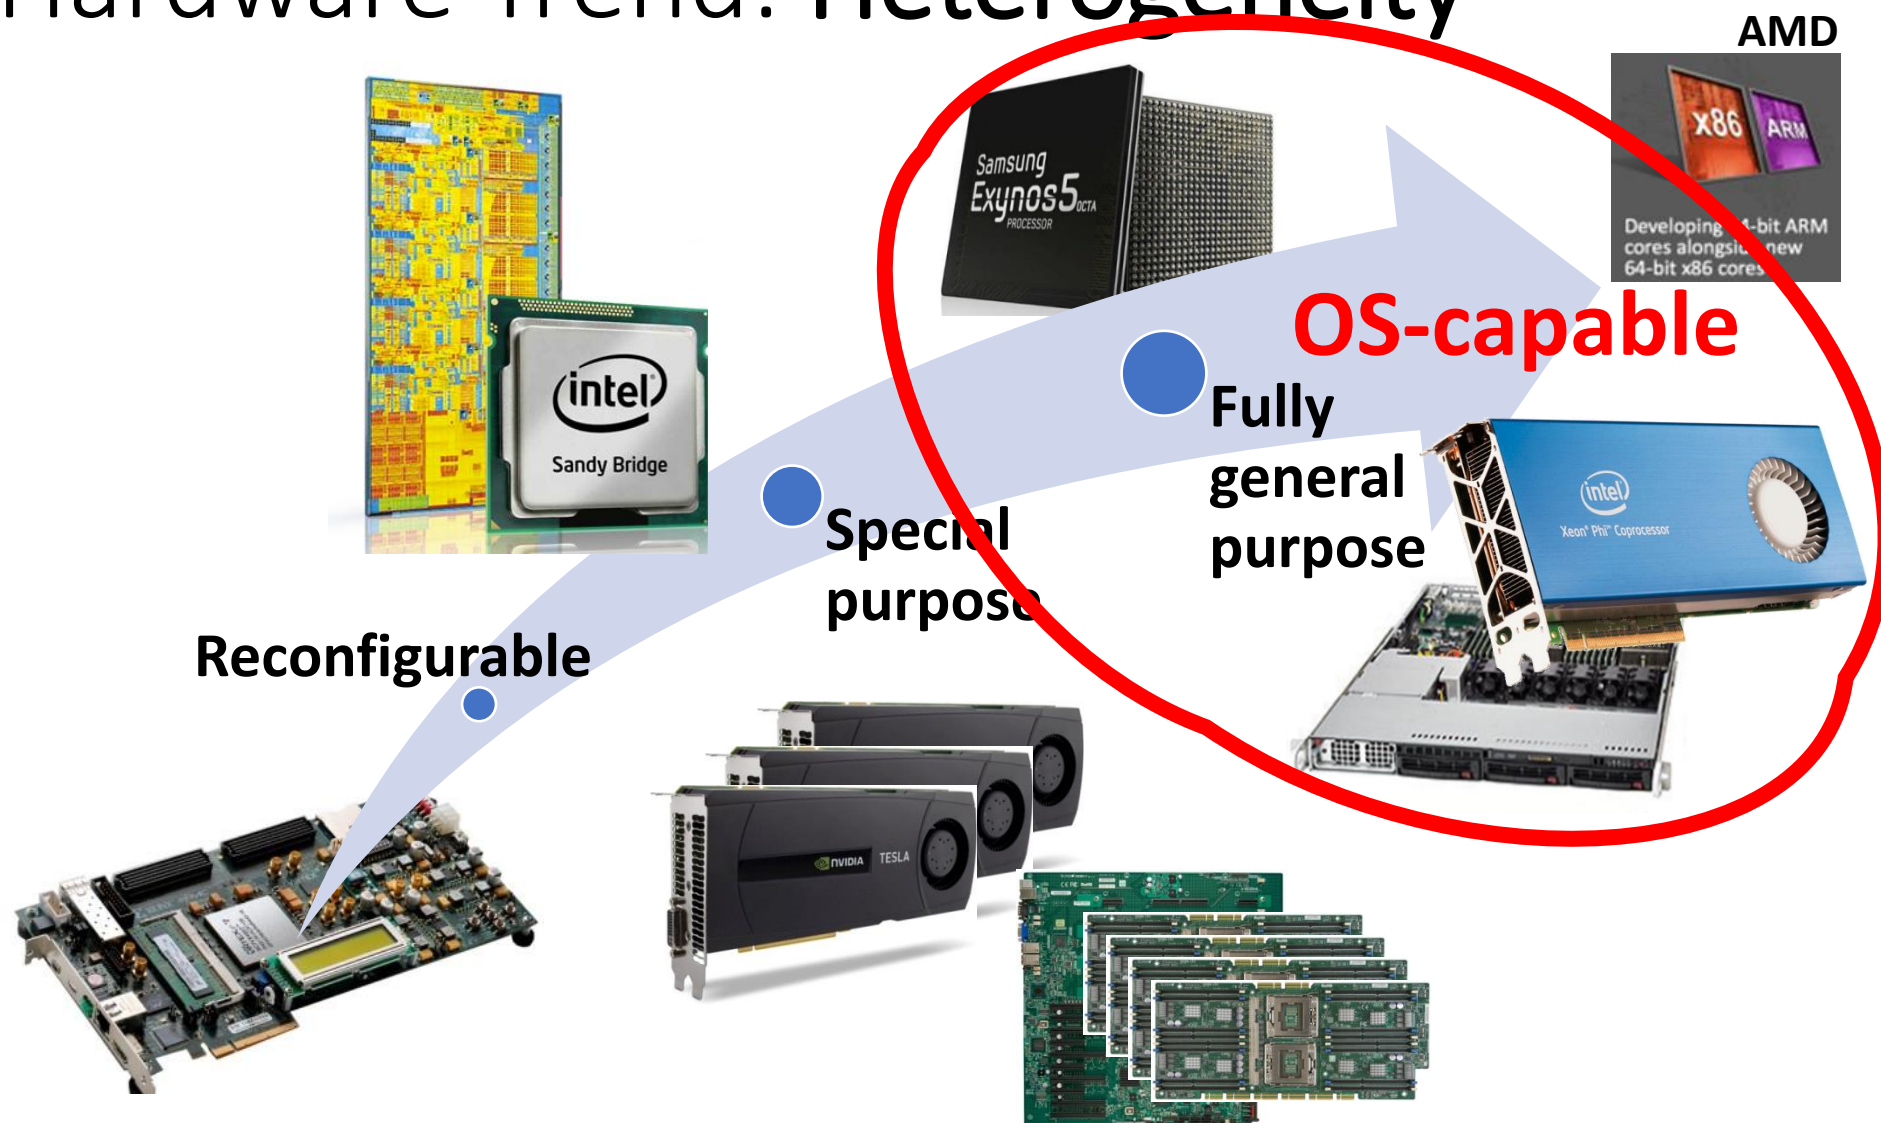 Hardware Trend: Heterogeneity
AMD
x86
ARM
Samsung
Exynos5
OCTA
PROCESSOR
Developing 64-bit ARM
cores alongside new
64-bit x86 cores
OS-capable
intel
Sandy Bridge
Fully
general
purpose
intel
Xeon® Phi™ Coprocessor
Special
purpose
Reconfigurable
NVIDIA
TESLA